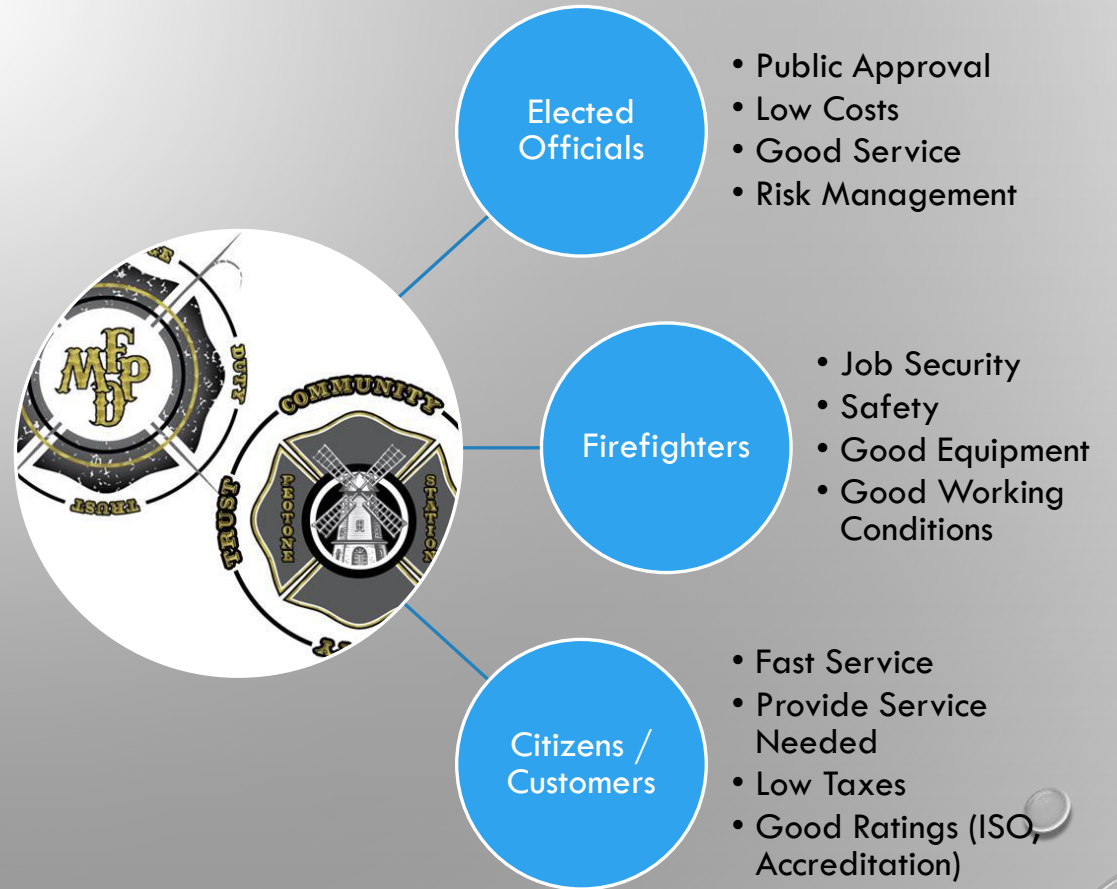 Elected
Officials
• Public Approval
• Low Costs
• Good Service
• Risk Management
MFPD
DUTY
TRUST
COMMUNITY
TRUST
PEOTONE
STATION
Firefighters
• Job Security
• Safety
• Good Equipment
• Good Working
Conditions
Citizens /
Customers
• Fast Service
• Provide Service
Needed
• Low Taxes
• Good Ratings (ISO,
Accreditation)